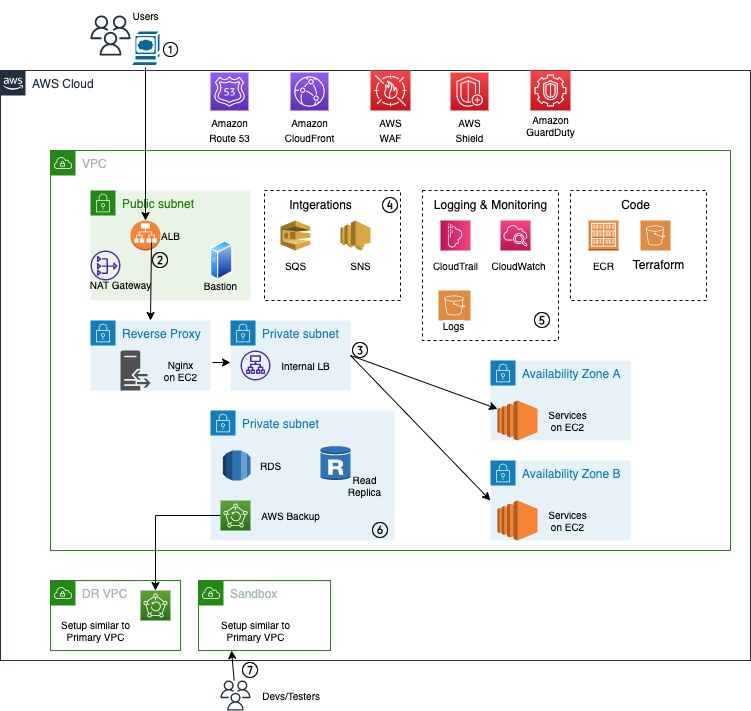 Users
1
aws
AWS Cloud
53
Amazon
Route 53
Amazon
CloudFront
AWS
WAF
AWS
Shield
Amazon
GuardDuty
VPC
Public subnet
ALB
2
NAT Gateway
Bastion
Intgerations
4
SQS
SNS
Logging & Monitoring
CloudTrail
CloudWatch
Logs
5
Code
ECR
Terraform
Reverse Proxy
Nginx
on EC2
Private subnet
Internal LB
3
Availability Zone A
Services
on EC2
Private subnet
RDS
R
Read
Replica
AWS Backup
6
Availability Zone B
Services
on EC2
DR VPC
Setup similar to
Primary VPC
Sandbox
Setup similar to
Primary VPC
7
Devs/Testers